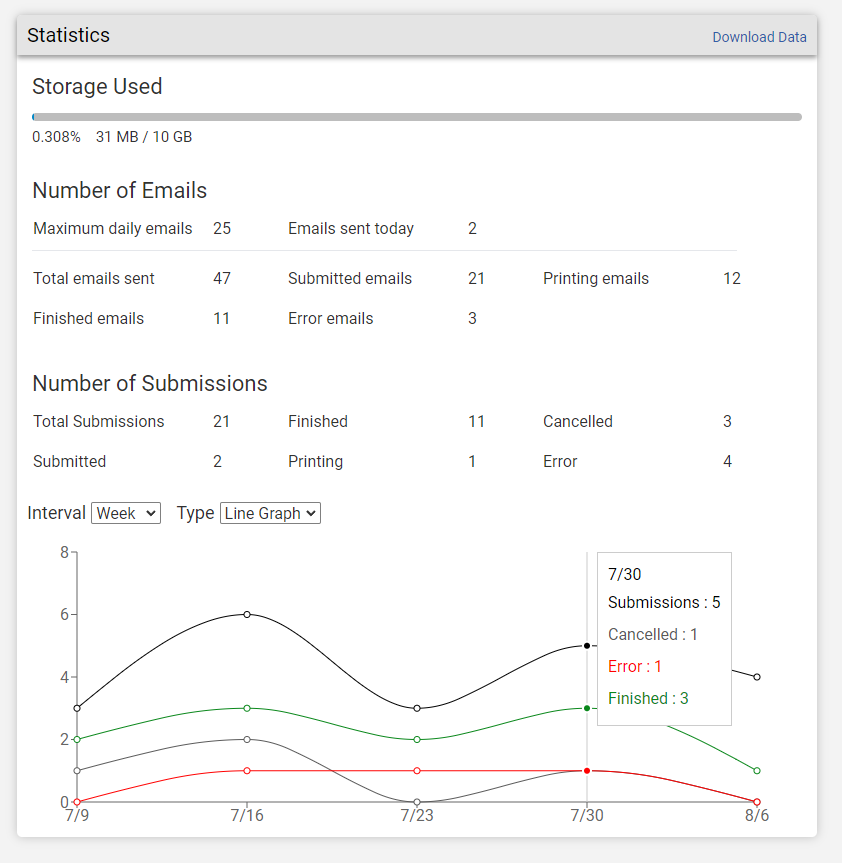 Statistics Download Data
Storage Used
0.308% 31 MB / 10 GB
Number of Emails
Maximum daily emails 25 Emails sent today 2
Total emails sent 47 Submitted emails 21 Printing emails 12
Finished emails 11 Error emails 3
Number of Submissions
Total Submissions 21 Finished 11 Cancelled 3
Submitted 2 Printing 1 Error 4
Interval Week Type Line Graph
8
6
4
2
0
7/30
Submissions : 5
Cancelled : 1
Error : 1
Finished : 3
7/9 7/16 7/23 7/30 8/6